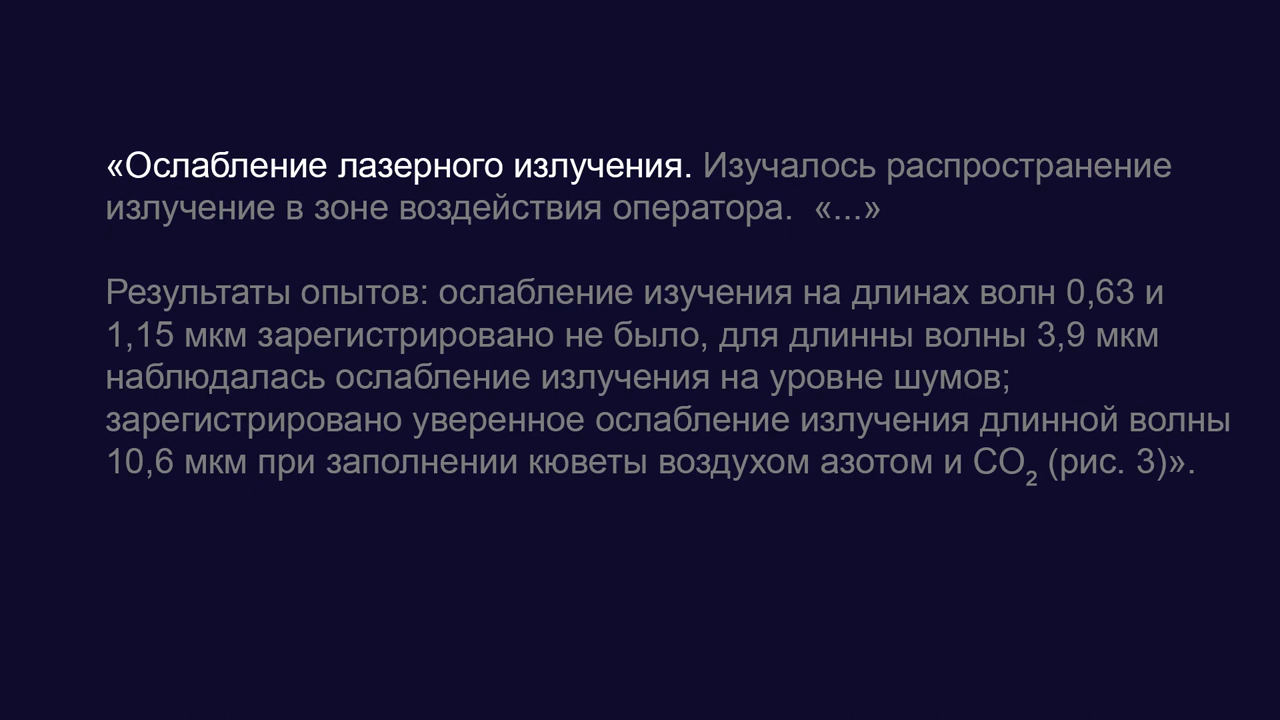 «Ослабление лазерного излучения. Изучалось распространение
излучение в зоне воздействия оператора.  «...»
Результаты опытов: ослабление изучения на длинах волн 0,63 и
1,15 мкм зарегистрировано не было, для длинны волны 3,9 мкм
наблюдалась ослабление излучения на уровне шумов;
зарегистрировано уверенное ослабление излучения длинной волны
10,6 мкм при заполнении кюветы воздухом азотом и CO₂ (рис. 3)».